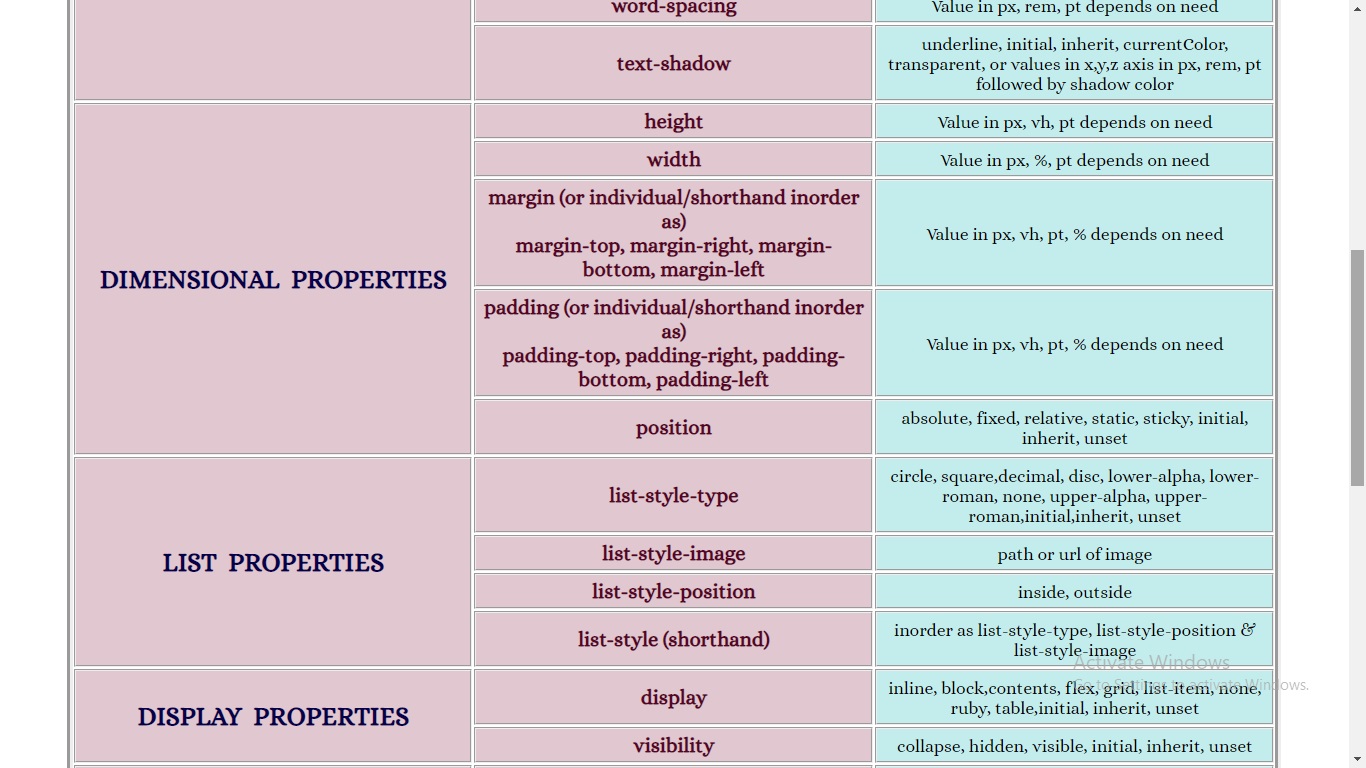 word-spacing
Value in px, rem, pt depends on need
text-shadow
underline, initial, inherit, currentColor,
transparent, or values in x,y,z axis in px, rem, pt
followed by shadow color
DIMENSIONAL PROPERTIES
height
Value in px, vh, pt depends on need
width
Value in px, %, pt depends on need
margin (or individual/shorthand inorder
as)
margin-top, margin-right, margin-
bottom, margin-left
Value in px, vh, pt, % depends on need
padding (or individual/shorthand inorder
as)
padding-top, padding-right, padding-
bottom, padding-left
Value in px, vh, pt, % depends on need
position
absolute, fixed, relative, static, sticky, initial,
inherit, unset
LIST PROPERTIES
list-style-type
circle, square,decimal, disc, lower-alpha, lower-
roman, none, upper-alpha, upper-
roman,initial,inherit, unset
list-style-image
path or url of image
list-style-position
inside, outside
list-style (shorthand)
inorder as list-style-type, list-style-position &
list-style-image
DISPLAY PROPERTIES
display
inline, block,contents, flex, grid, list-item, none,
ruby, table,initial, inherit, unset
visibility
collapse, hidden, visible, initial, inherit, unset
Activate Windows
Go to Settings to activate Windows.